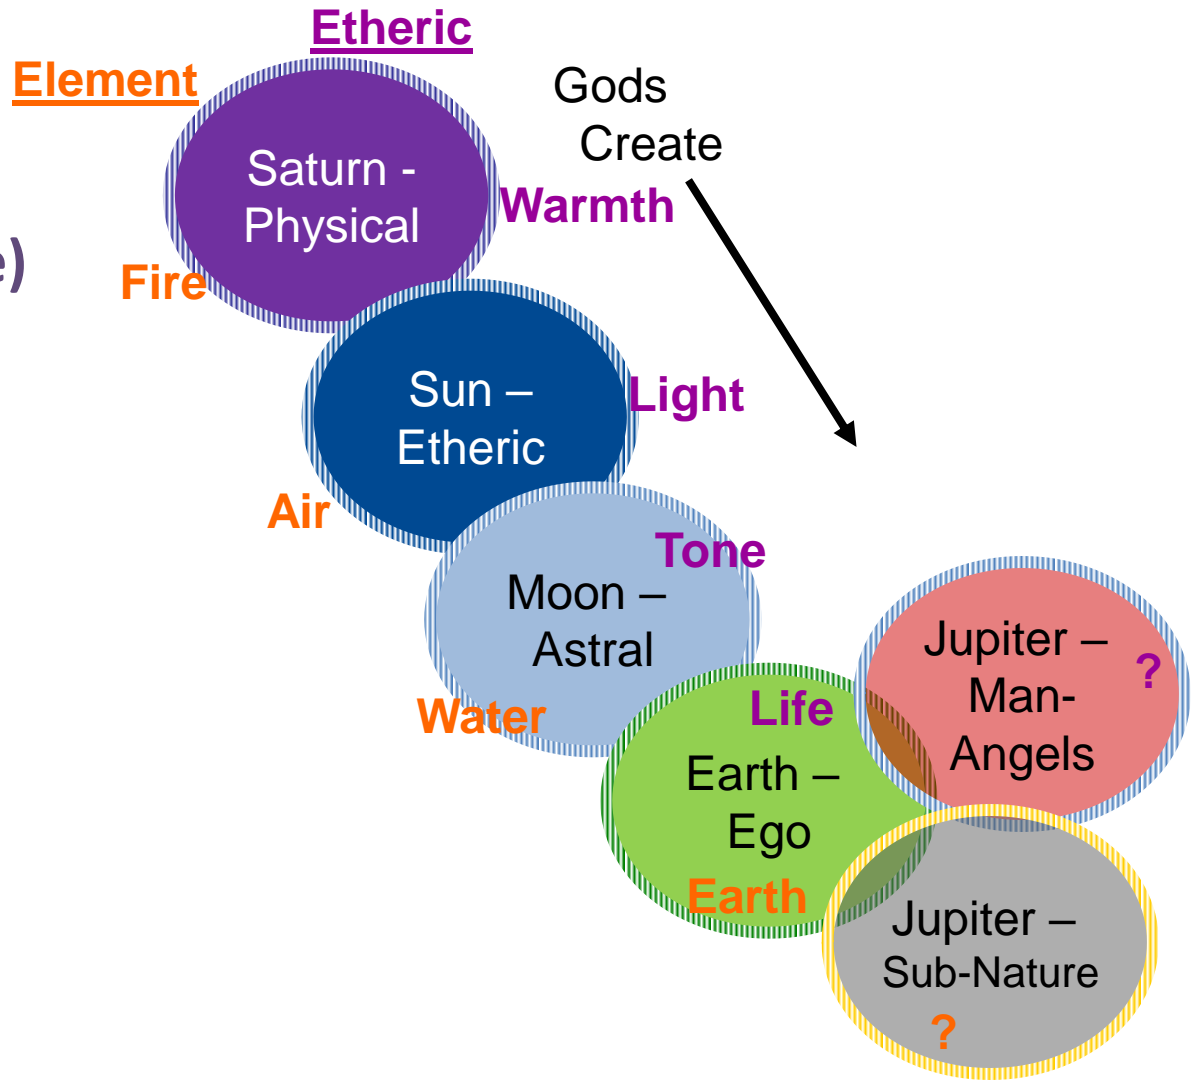 Etheric
Element
Gods
Create
Saturn -
Physical
Warmth
e)
Fire
Sun –
Etheric
Light
Air
Tone
Moon –
Astral
Water
Jupiter –
Man-
Angels
?
Life
Earth –
Ego
Earth
Jupiter –
Sub-Nature
?